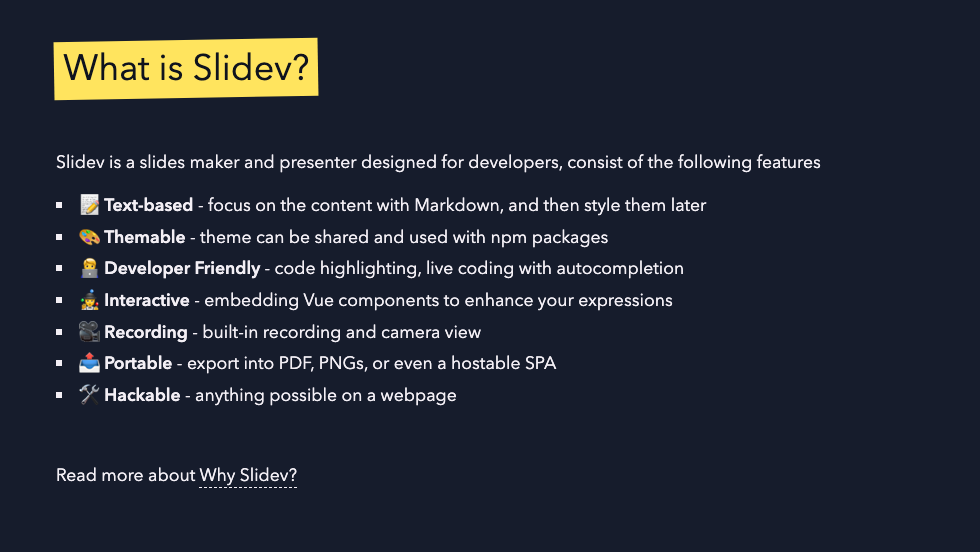 What is Slidev?
Slidev is a slides maker and presenter designed for developers, consist of the following features
📝 Text-based - focus on the content with Markdown, and then style them later
🎨 Themable - theme can be shared and used with npm packages
🧑‍💻 Developer Friendly - code highlighting, live coding with autocompletion
🤹 Interactive - embedding Vue components to enhance your expressions
🎥 Recording - built-in recording and camera view
📤 Portable - export into PDF, PNGs, or even a hostable SPA
🛠 Hackable - anything possible on a webpage
Read more about Why Slidev?